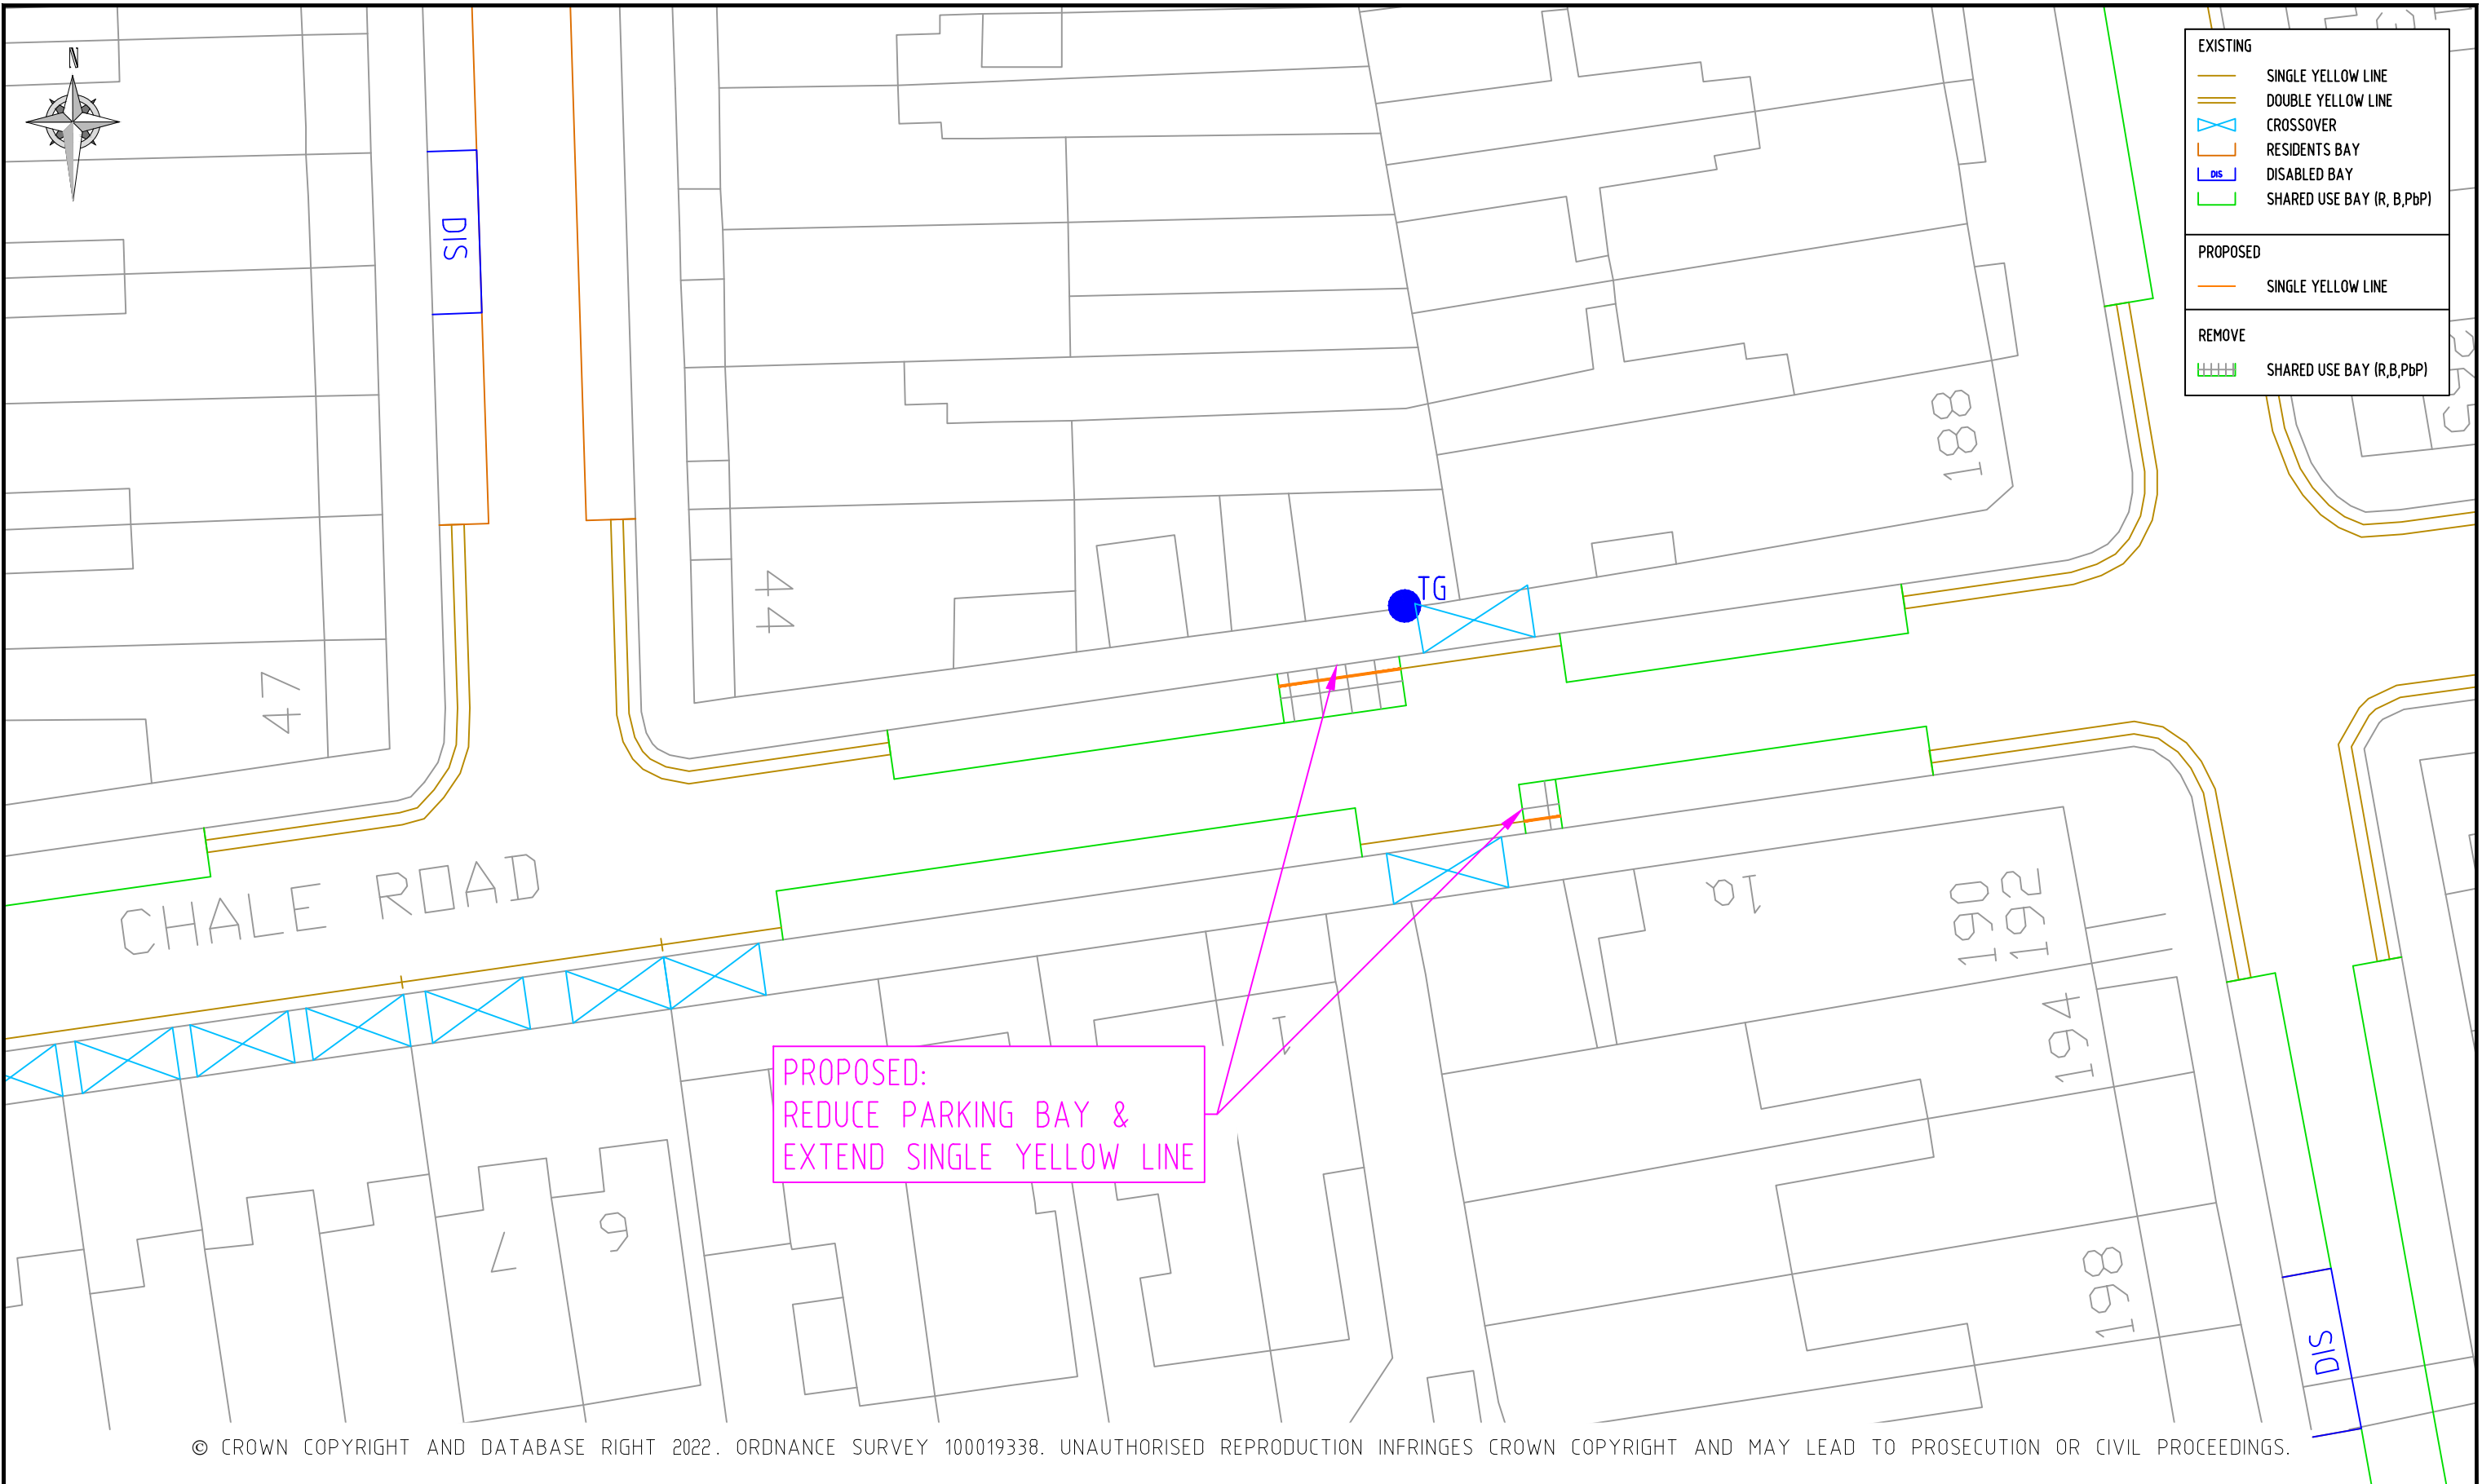 N
EXISTING
SINGLE YELLOW LINE
DOUBLE YELLOW LINE
CROSSOVER
RESIDENTS BAY
DIS
DISABLED BAY
SHARED USE BAY (R, B,PbP)
PROPOSED
SINGLE YELLOW LINE
REMOVE
SHARED USE BAY (R,B,PbP)
DIS
188
TG
44
47
CHALE ROAD
10
190
192
194
1
PROPOSED:
REDUCE PARKING BAY &
EXTEND SINGLE YELLOW LINE
7
6
198
DIS
© CROWN COPYRIGHT AND DATABASE RIGHT 2022. ORDNANCE SURVEY 100019338. UNAUTHORISED REPRODUCTION INFRINGES CROWN COPYRIGHT AND MAY LEAD TO PROSECUTION OR CIVIL PROCEEDINGS.